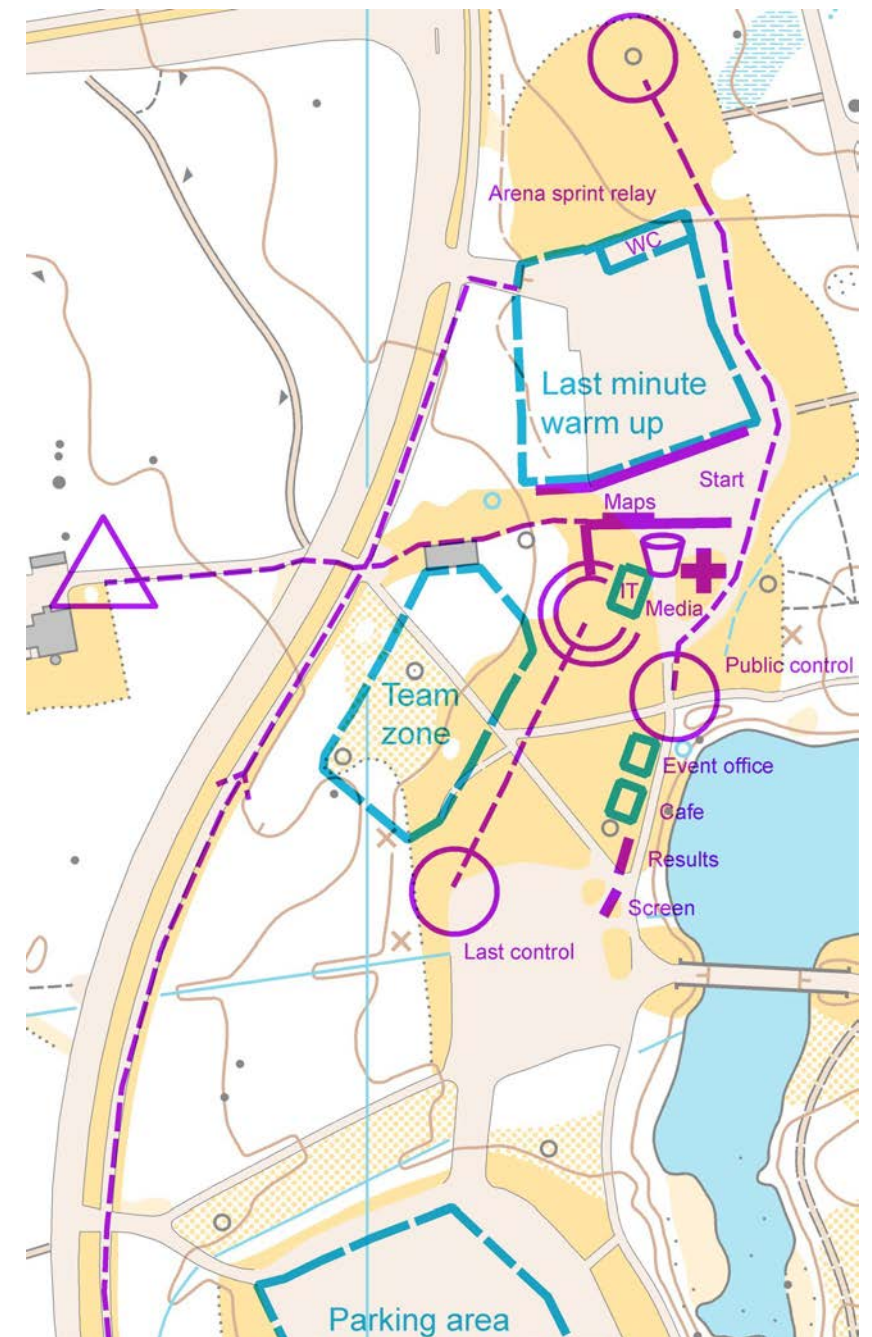 Arena sprint relay
WC
Last minute
warm up
Start
Maps
IT
Media
Public control
Team
zone
Event office
Cafe
Results
Screen
Last control
Parking area